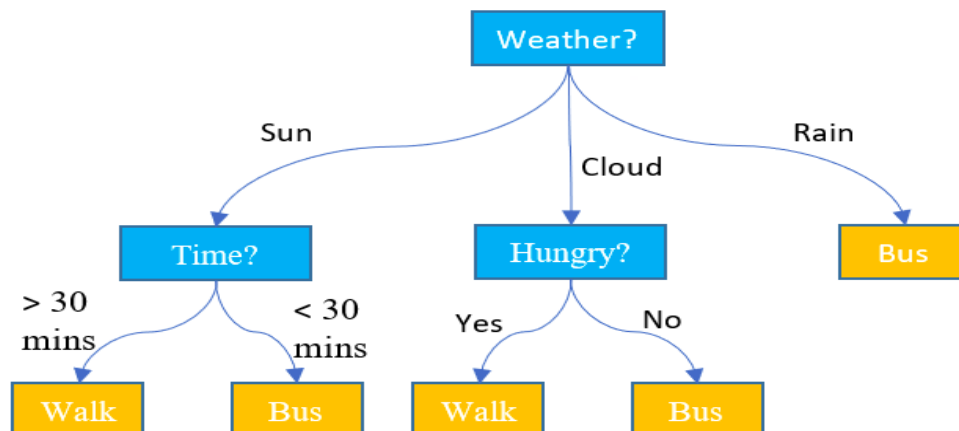 Weather?
Sun
Rain
Cloud
Time?
Hungry?
Bus
> 30
mins
< 30
mins
Yes
No
Walk
Bus
Walk
Bus